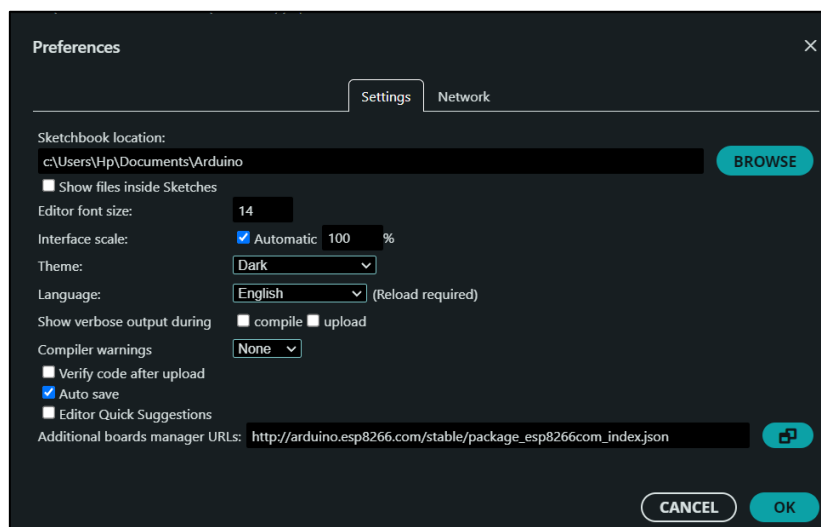 Preferences
Settings Network
Sketchbook location:
c:\Users\Hp\Documents\Arduino BROWSE
Show files inside Sketches
Editor font size: 14
Interface scale: Automatic 100 %
Theme: Dark
Language: English (Reload required)
Show verbose output during compile upload
Compiler warnings None
Verify code after upload
Auto save
Editor Quick Suggestions
Additional boards manager URLs: http://arduino.esp8266.com/stable/package_esp8266com_index.json
CANCEL OK